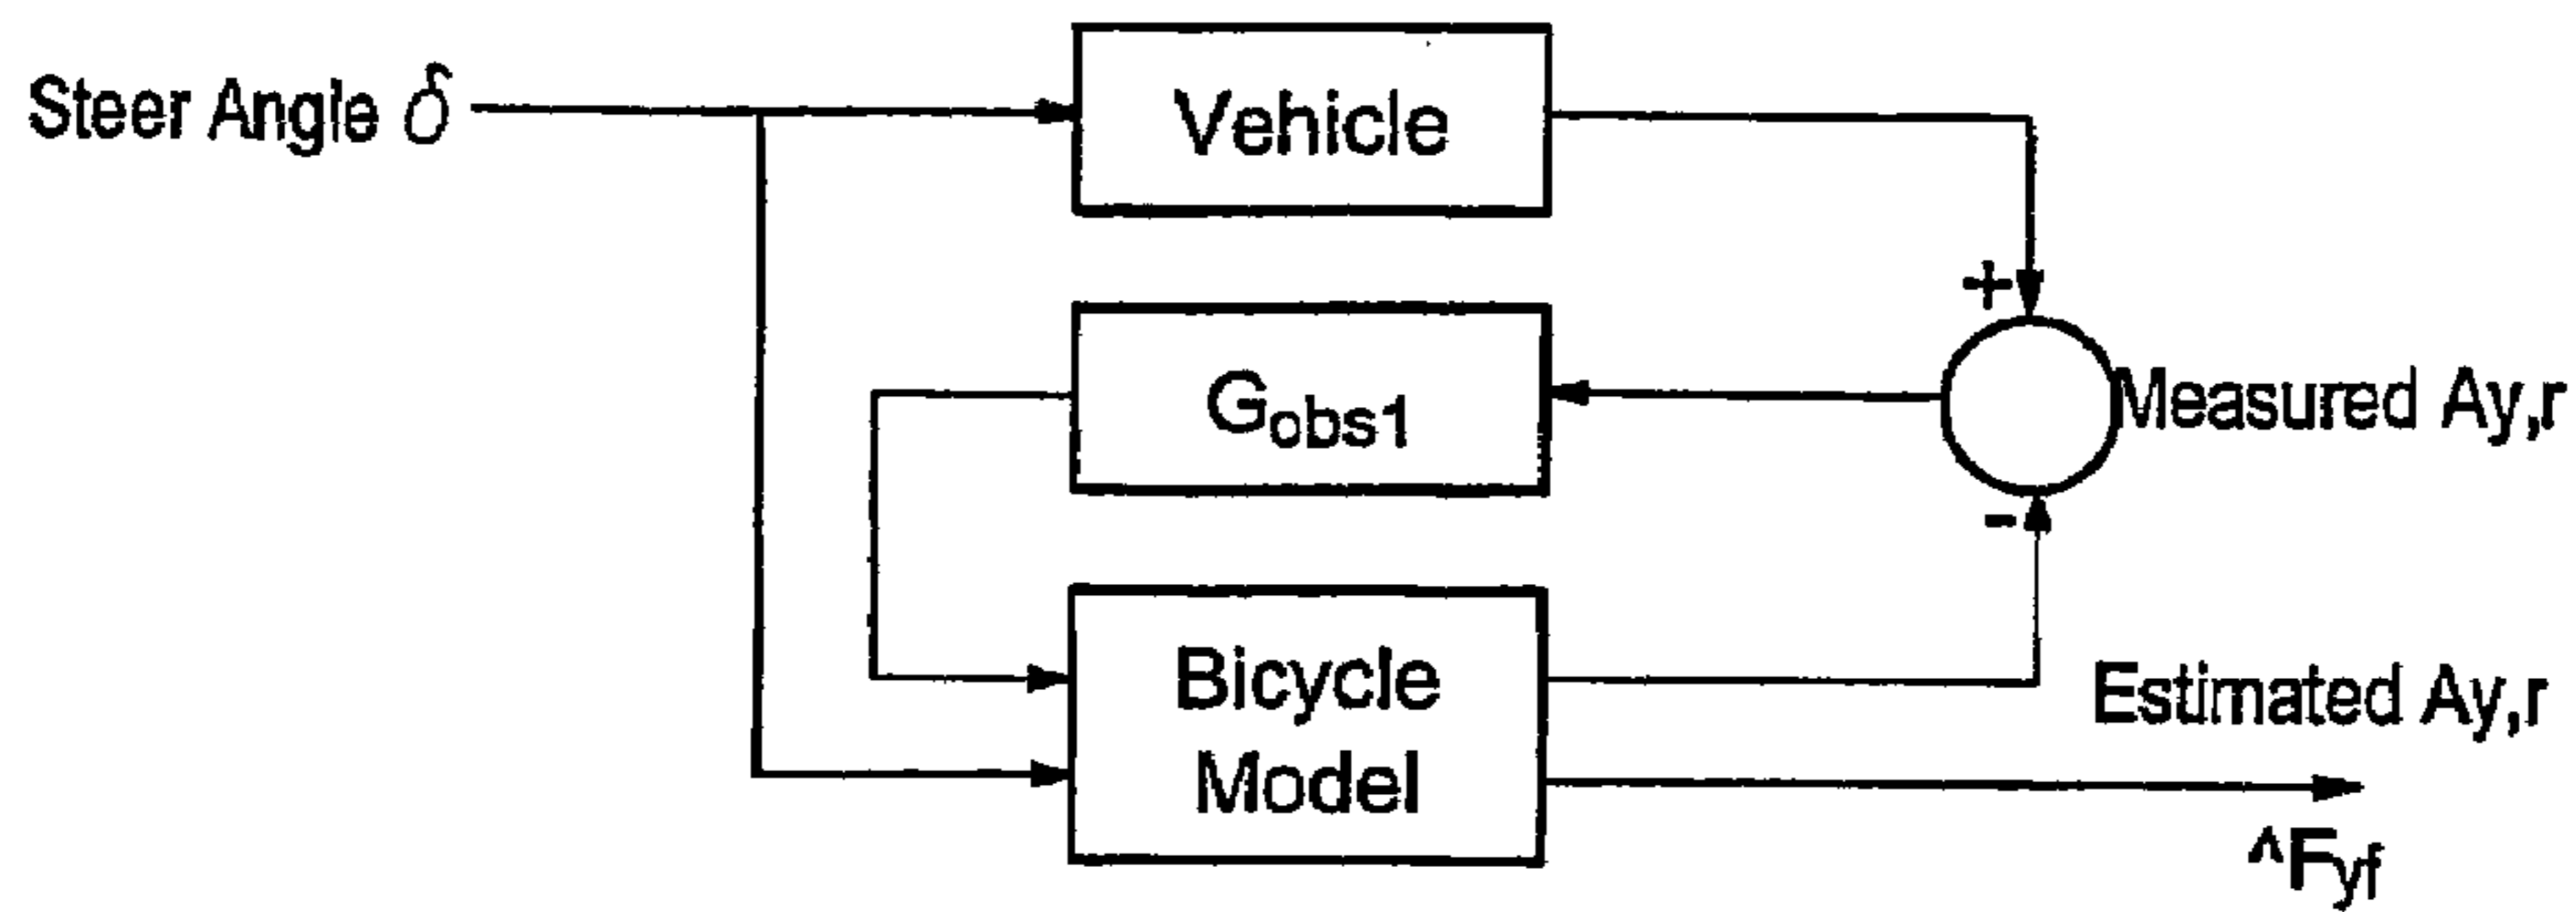 Steer Angle δ
Vehicle
+
Gobs1
Measured Ay,r
-
Bicycle
Model
Estimated Ay,r
^Fyf